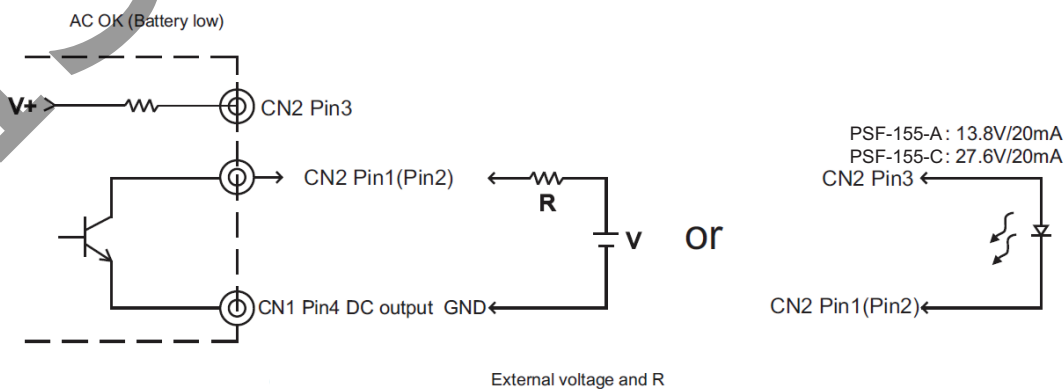 AC OK (Battery low)
V+
CN2 Pin3
CN2 Pin1(Pin2)
R
V
or
CN1 Pin4 DC output GND
PSF-155-A: 13.8V/20mA
PSF-155-C: 27.6V/20mA
CN2 Pin3
CN2 Pin1(Pin2)
External voltage and R